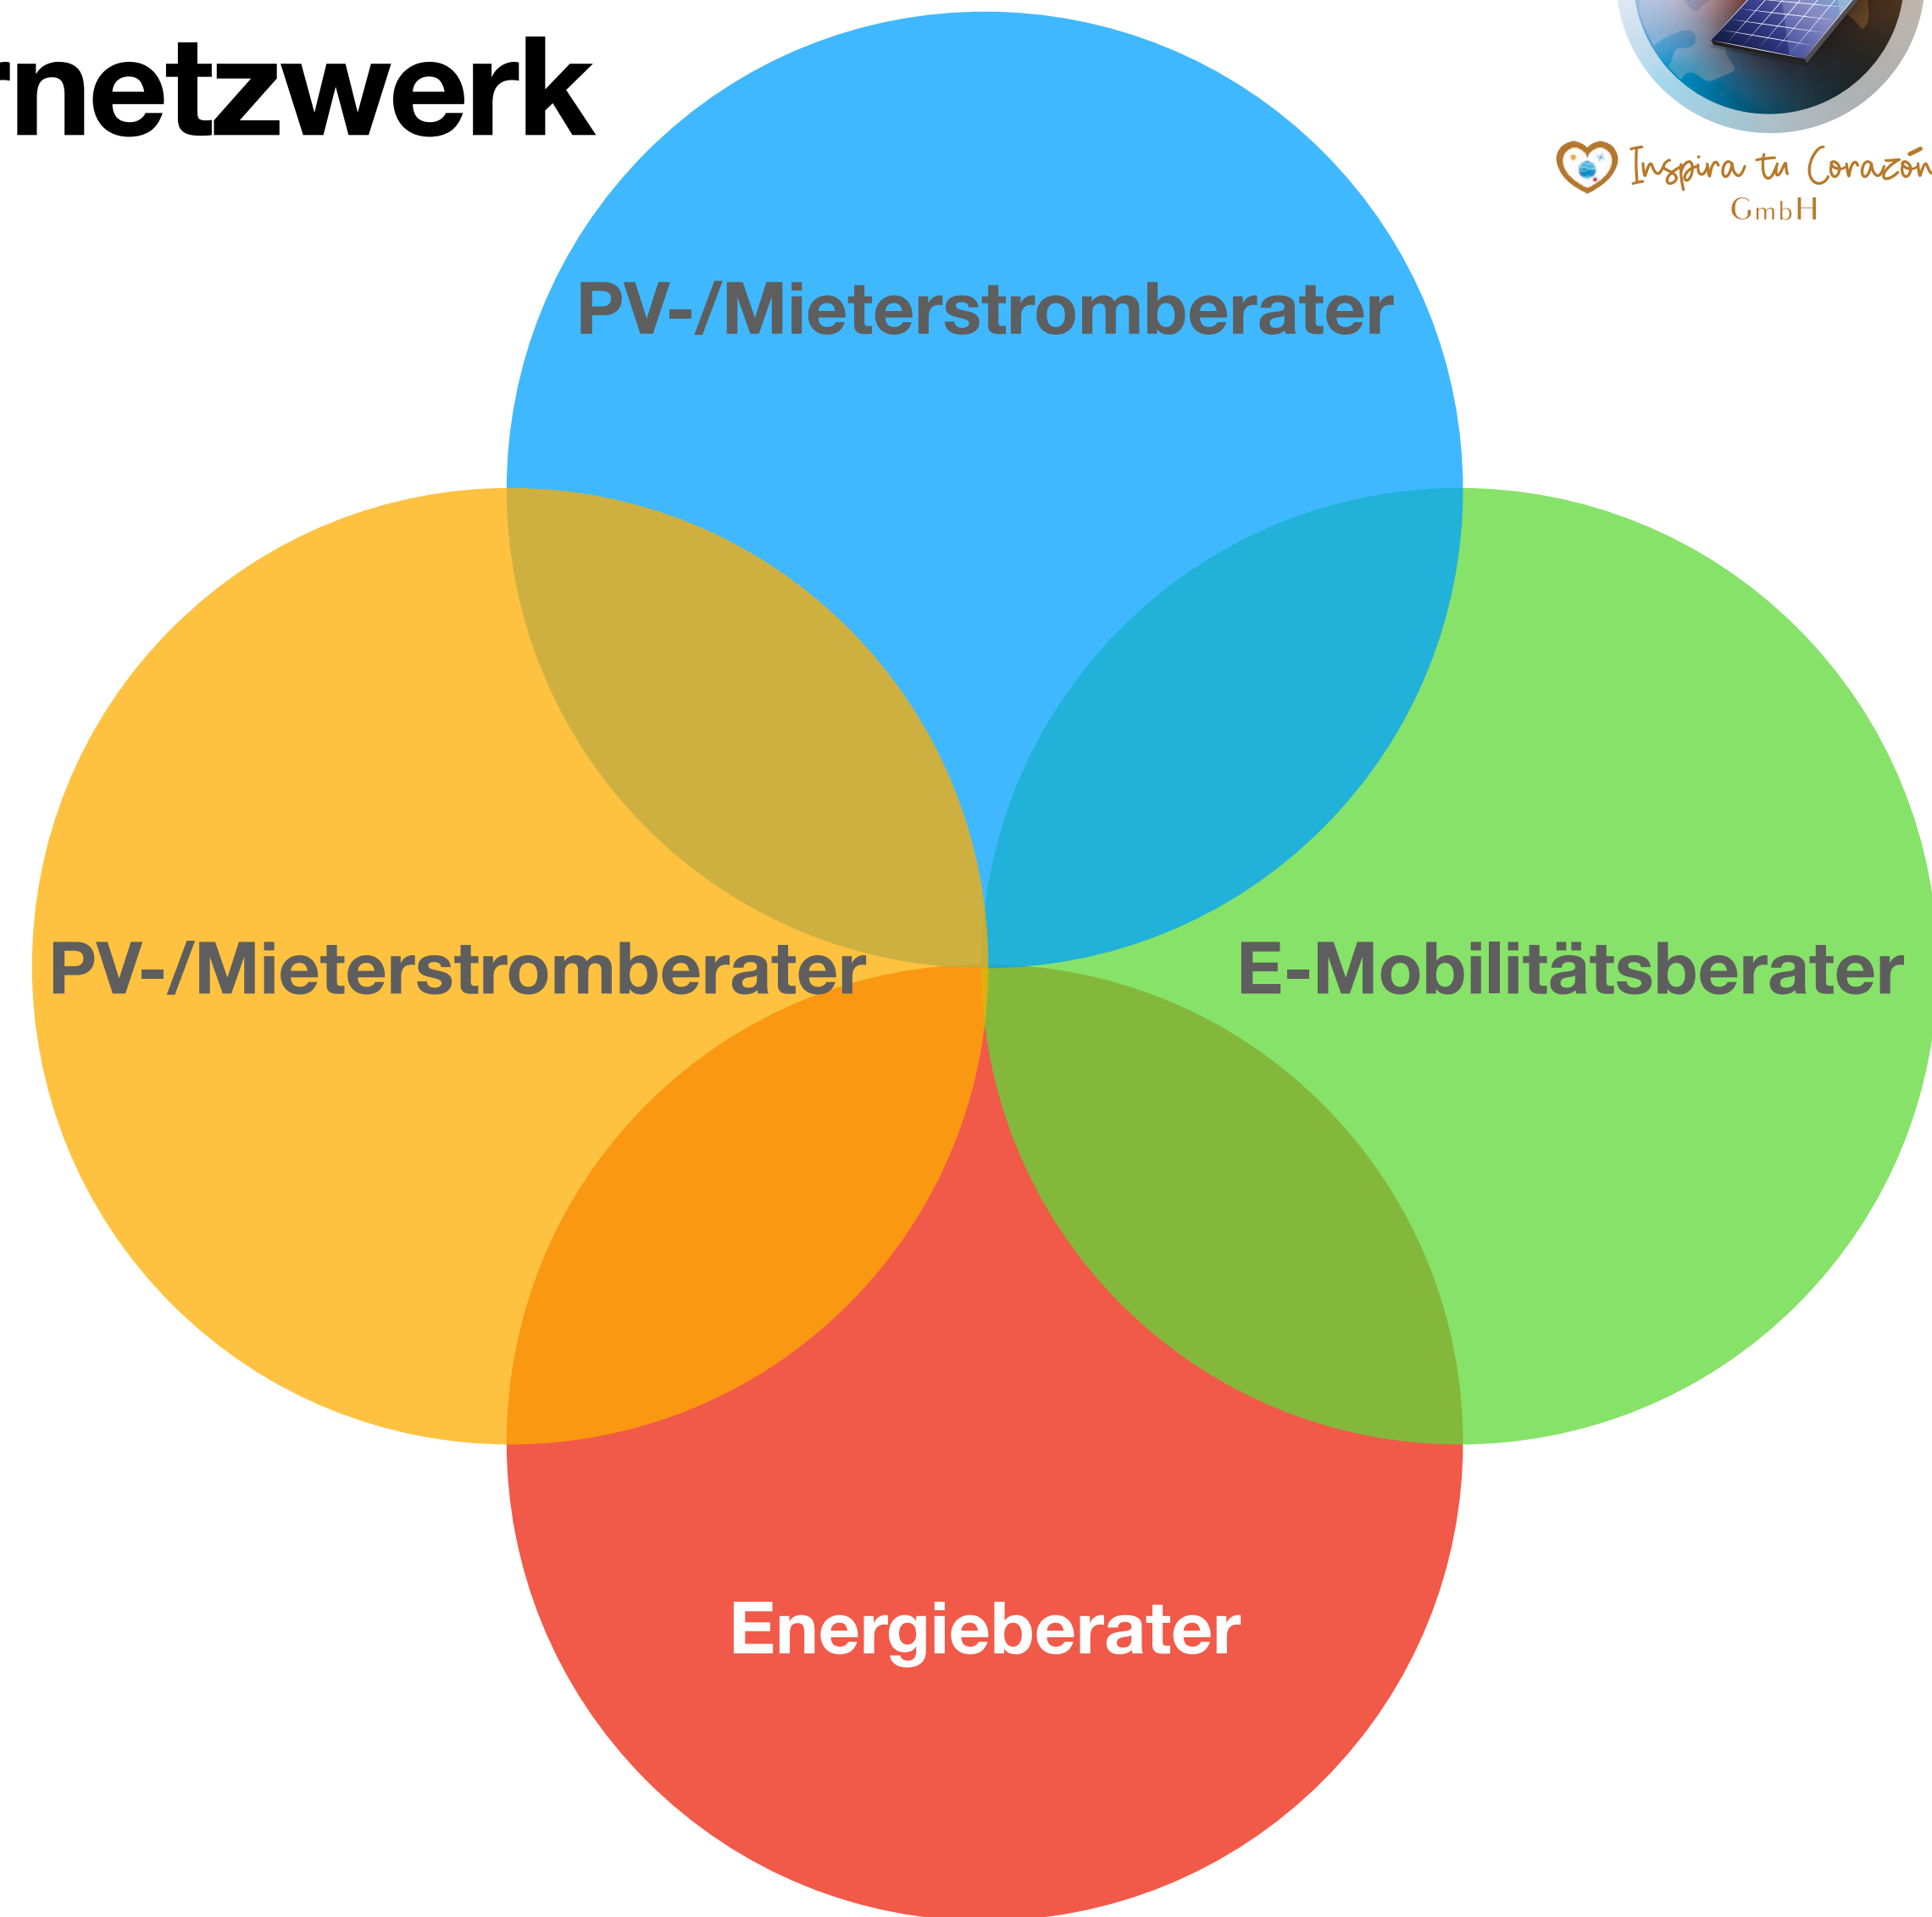 rnetzwerk
Inspira tu Corazón
GmbH
PV-/Mieterstromberater
PV-/Mieterstromberater
E-Mobilitätsberater
Energieberater